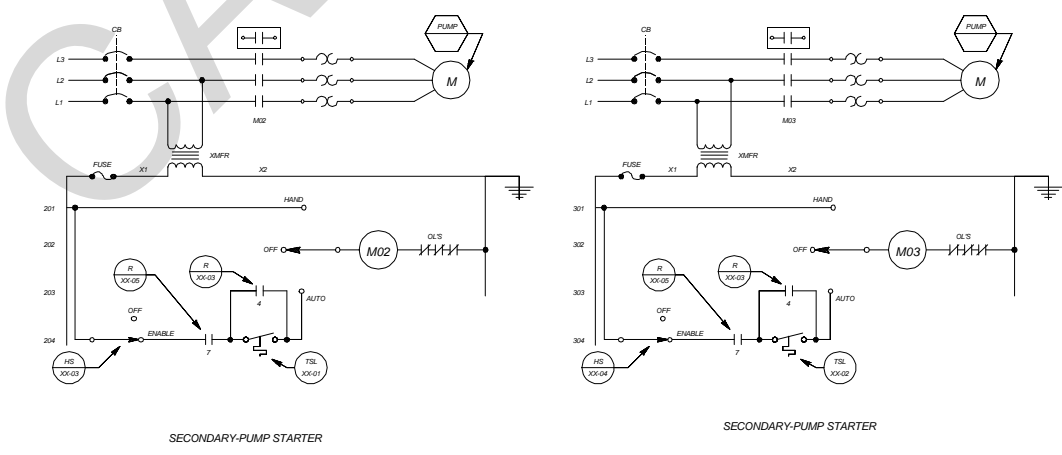 CB
PUMP
L3
L2
L1
M
M02
XMFR
FUSE
X1
X2
201
HAND
202
OFF
M02
OL'S
R
XX-05
R
XX-03
203
4
AUTO
OFF
204
ENABLE
7
HS
XX-03
TSL
XX-01
SECONDARY-PUMP STARTER
CB
PUMP
L3
L2
L1
M
M03
XMFR
FUSE
X1
X2
301
HAND
302
OFF
M03
OL'S
R
XX-05
R
XX-03
303
4
AUTO
OFF
304
ENABLE
7
HS
XX-04
TSL
XX-02
SECONDARY-PUMP STARTER